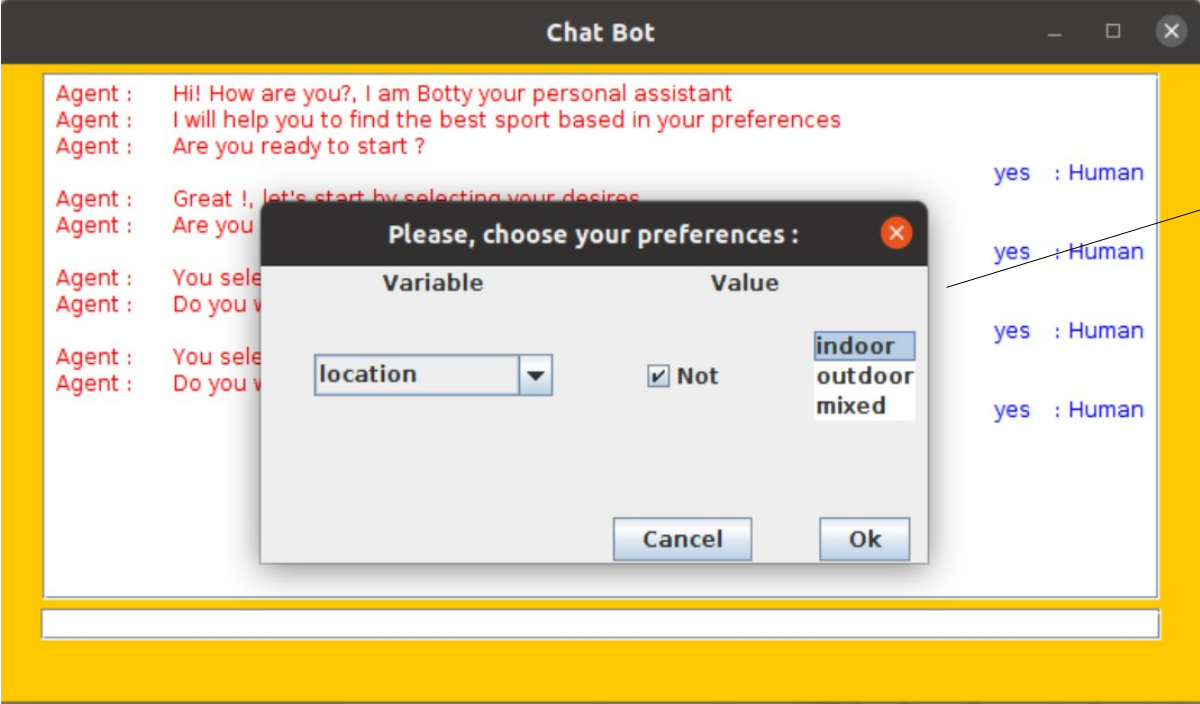 Chat Bot
Agent : Hi! How are you?, I am Botty your personal assistant
Agent : I will help you to find the best sport based in your preferences
Agent : Are you ready to start ?
yes : Human
Agent : Great !, let's start by selecting your desires
Agent : Are you
yes : Human
Agent : You sele
Agent : Do you
yes : Human
Agent : You sele
Agent : Do you
yes : Human
Please, choose your preferences :
Variable Value
location
Not
indoor
outdoor
mixed
Cancel Ok